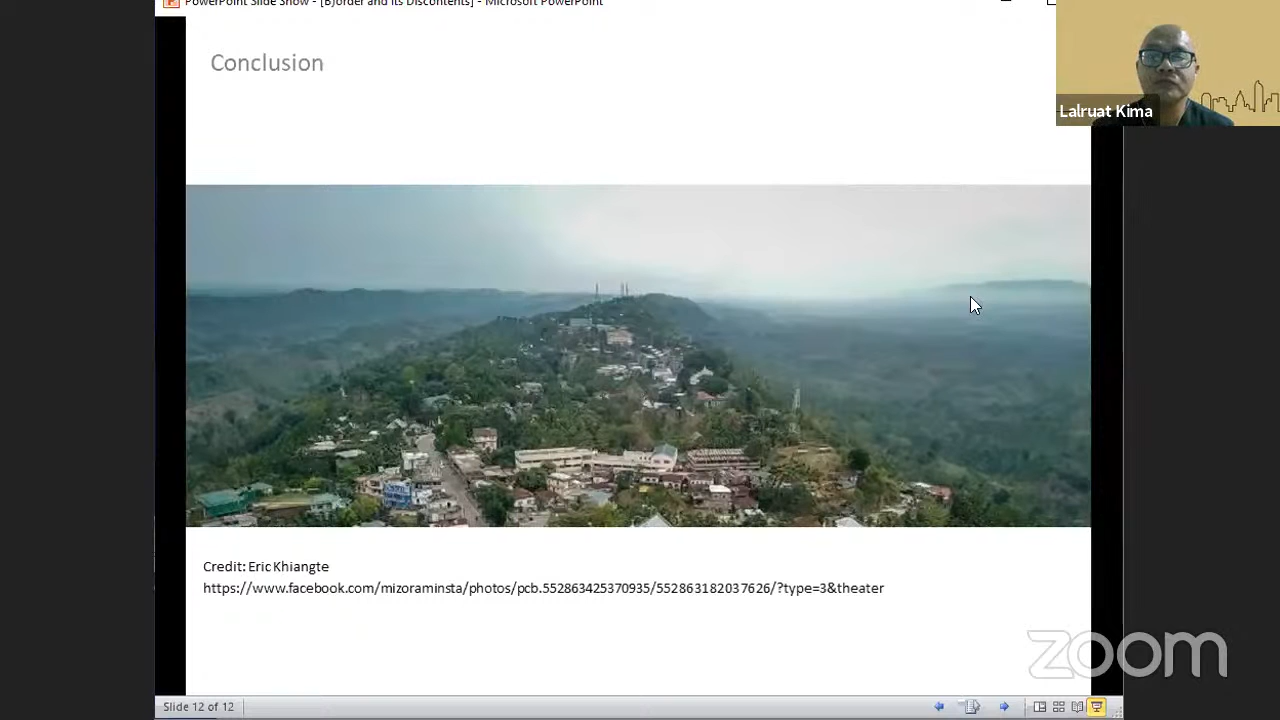 PowerPoint Slide Show - [B]order and its Discontents] - Microsoft PowerPoint
Conclusion
Lalruat Kima
Credit: Eric Khiangte
https://www.facebook.com/mizoraminsta/photos/pcb.552863425370935/552863182037626/?type=3&theater
zoom
Slide 12 of 12